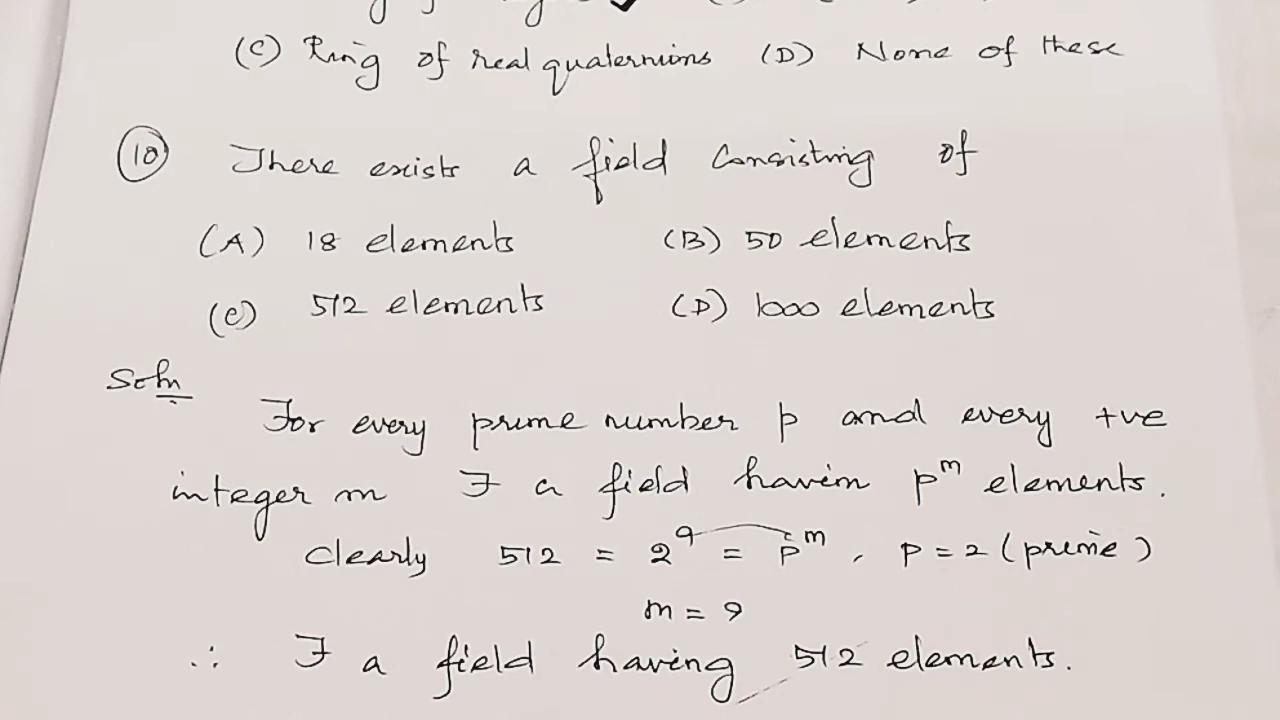 (C) Ring of real quaternions (D) None of these
(10) There exists a field consisting of
(A) 18 elements (B) 50 elements
(C) 512 elements (D) 1000 elements
Soln
For every prime number p and every +ve
integer m ∃ a field havim p^m elements.
Clearly 512 = 2^9 = p^m, p = 2 (prime)
m = 9
∴ ∃ a field having 512 elements.